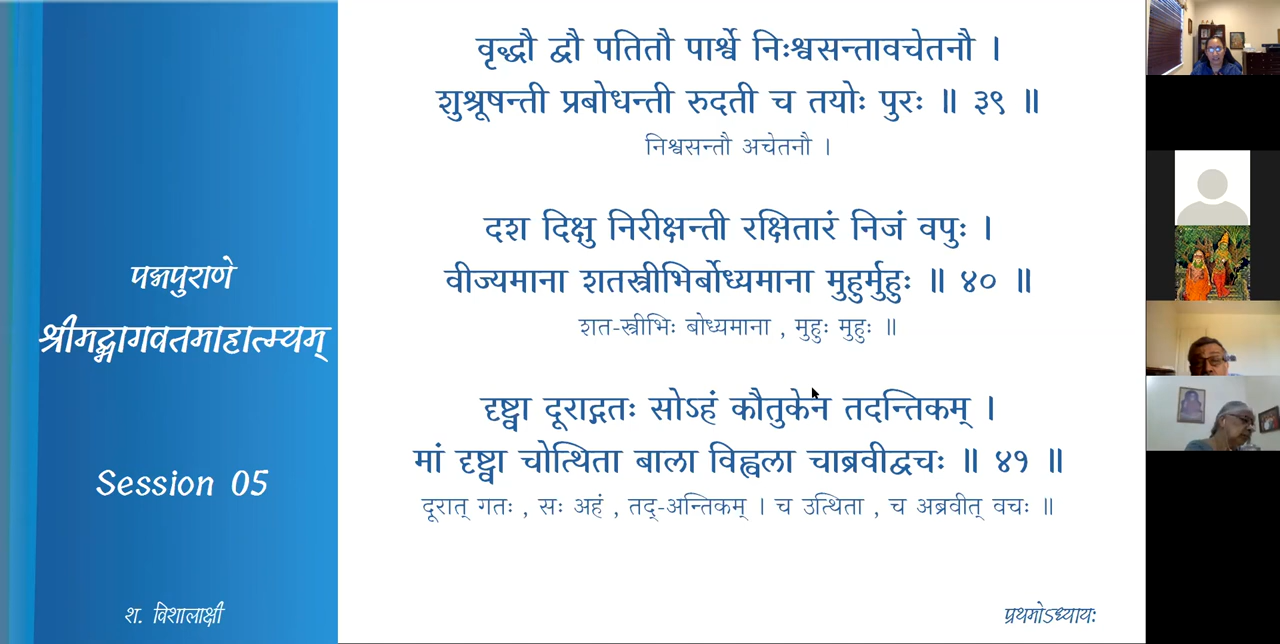 पद्मपुराणे
श्रीमद्भागवतमाहात्म्यम्
Session 05
श. विशालाक्षी
वृद्धौ द्वौ पतितौ पार्श्वे निःश्वसन्तावचेतनौ ।
शुश्रूषन्ती प्रबोधन्ती रुदती च तयोः पुरः ॥ ३९ ॥
निश्वसन्तौ अचेतनौ ।
दश दिक्षु निरीक्षन्ती रक्षितारं निजं वपुः ।
वीज्यमाना शतस्त्रीभिर्बोध्यमाना मुहुर्मुहुः ॥ ४० ॥
शत-स्त्रीभिः बोध्यमाना , मुहुः मुहुः ॥
दृष्ट्वा दूराद्गतः सोऽहं कौतुकेन तदन्तिकम् ।
मां दृष्ट्वा चोत्थिता बाला विह्वला चाब्रवीद्वचः ॥ ४१ ॥
दूरात् गतः , सः अहं , तद्-अन्तिकम् । च उत्थिता , च अब्रवीत् वचः ॥
प्रथमोऽध्यायः